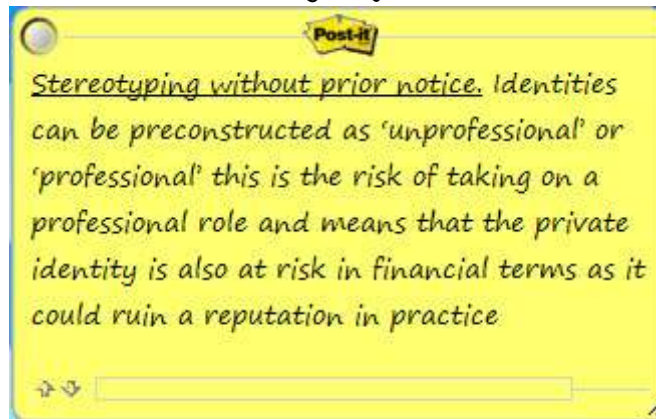 Post-it
Stereotyping without prior notice. Identities
can be preconstructed as ‘unprofessional’ or
‘professional’ this is the risk of taking on a
professional role and means that the private
identity is also at risk in financial terms as it
could ruin a reputation in practice